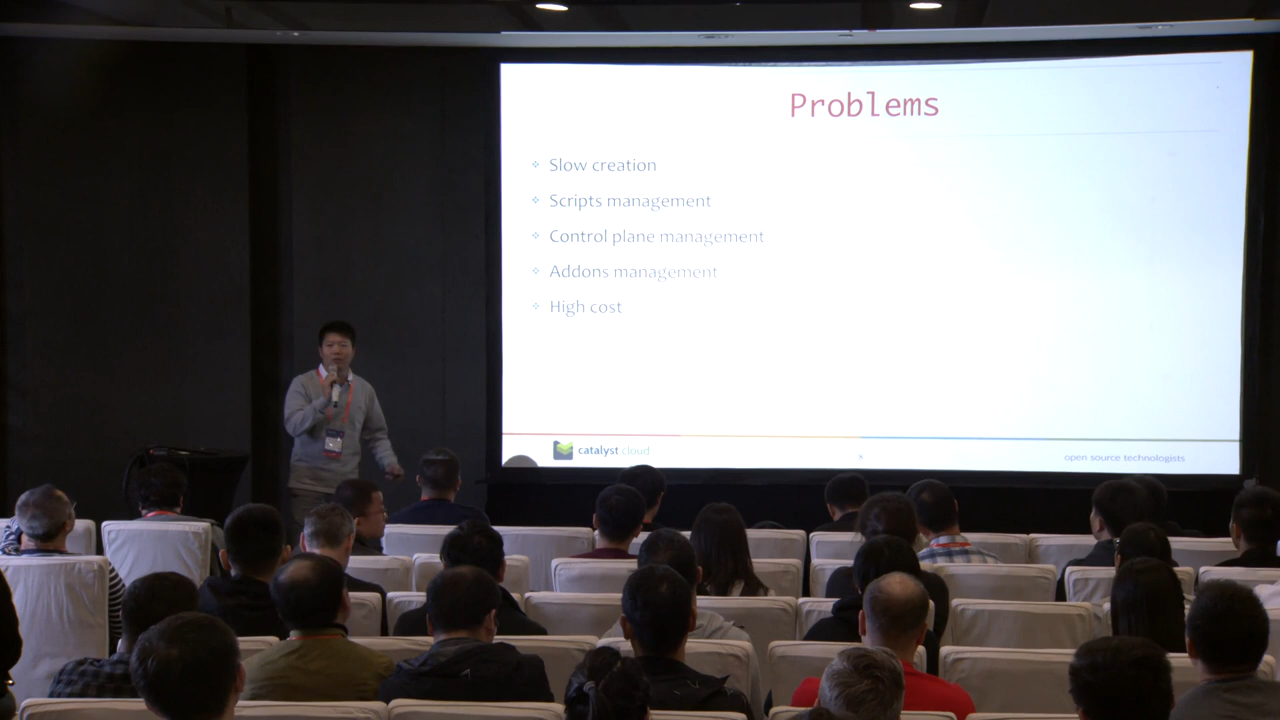 Problems
Slow creation
Scripts management
Control plane management
Addons management
High cost
catalyst cloud
open source technologists